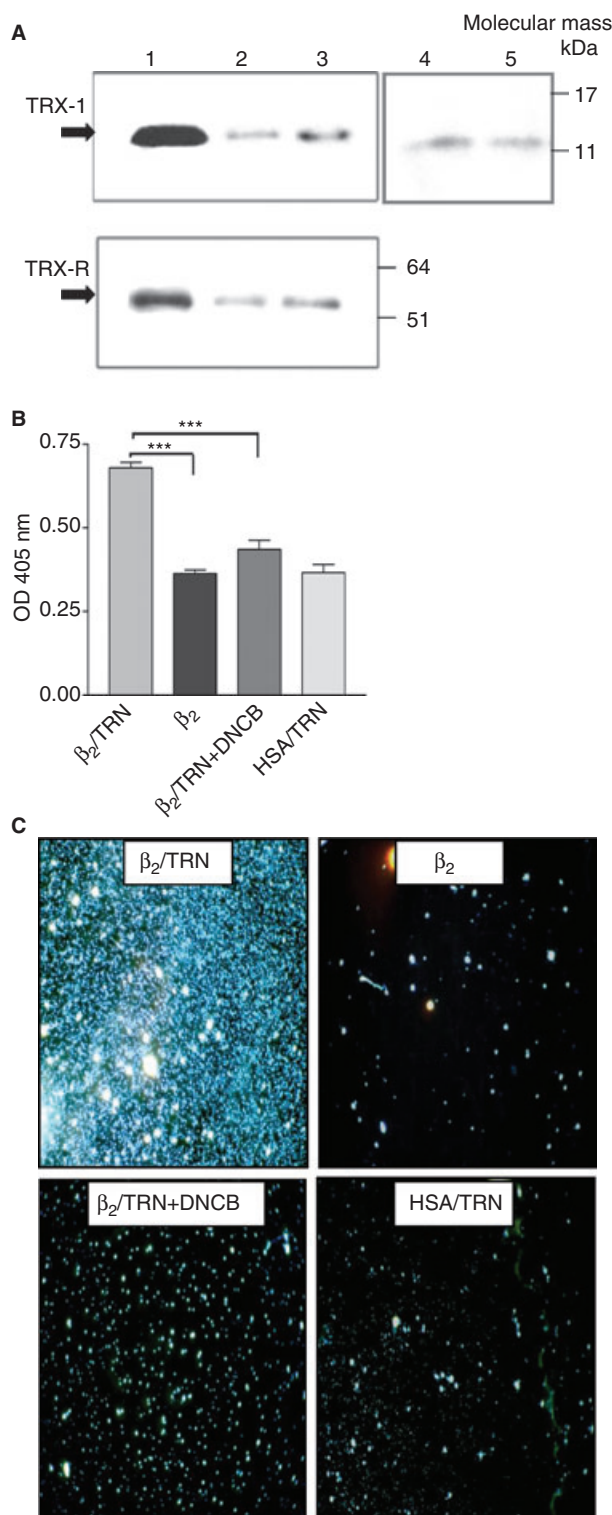 A
Molecular mass
kDa
1 2 3 4 5
TRX-1
17
11
TRX-R
64
51
B
***
***
0.75
0.50
0.25
0.00
OD 405 nm
β₂/TRN
β₂
β₂/TRN+DNCB
HSA/TRN
C
β₂/TRN
β₂
β₂/TRN+DNCB
HSA/TRN